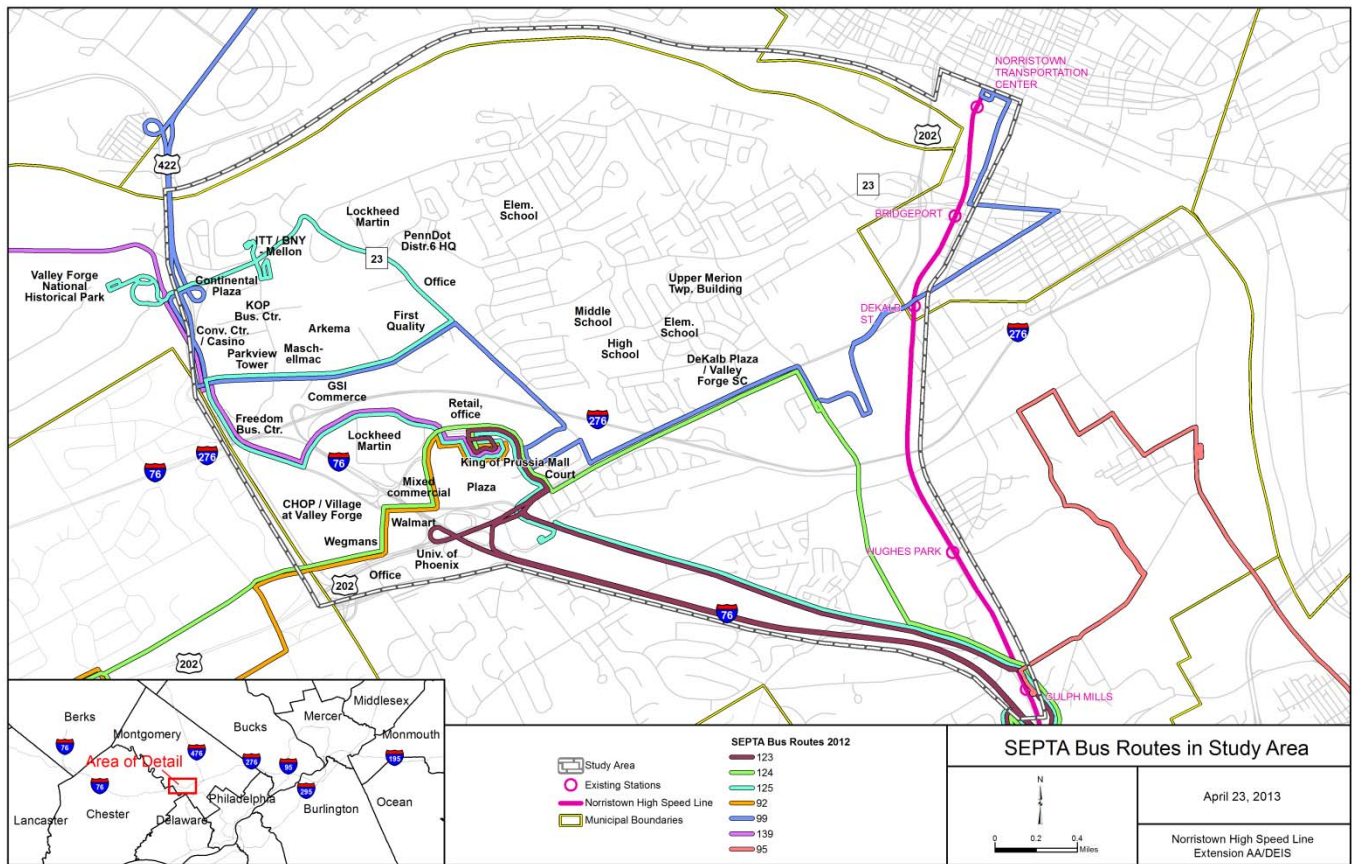 NORRISTOWN
TRANSPORTATION
CENTER
202
422
23
BRIDGEPORT
Elem.
School
Lockheed
Martin
PennDot
Distr.6 HQ
ITT / BNY
- Mellon
23
Office
Valley Forge
National
Historical Park
Continental
Plaza
KOP
Bus. Ctr.
Upper Merion
Twp. Building
DEKALB
ST.
Conv. Ctr.
/ Casino
Arkema
First
Quality
Middle
School
Elem.
School
276
Parkview
Tower
Masch-
ellmac
High
School
DeKalb Plaza
/ Valley
Forge SC
GSI
Commerce
Retail,
office
Freedom
Bus. Ctr.
276
Lockheed
Martin
276
76
76
King of Prussia Mall
Court
Mixed
commercial
Plaza
CHOP / Village
at Valley Forge
Walmart
Wegmans
Univ. of
Phoenix
HUGHES PARK
Office
202
76
202
GULPH MILLS
Berks
Bucks
Mercer
Middlesex
Montgomery
Monmouth
76
476
276
95
195
Area of Detail
76
Philadelphia
295
Burlington
Ocean
Lancaster
Chester
Delaware
Study Area
Existing Stations
Norristown High Speed Line
Municipal Boundaries
SEPTA Bus Routes 2012
123
124
125
92
99
139
95
SEPTA Bus Routes in Study Area
N
0 0.2 0.4
Miles
April 23, 2013
Norristown High Speed Line
Extension AA/DEIS